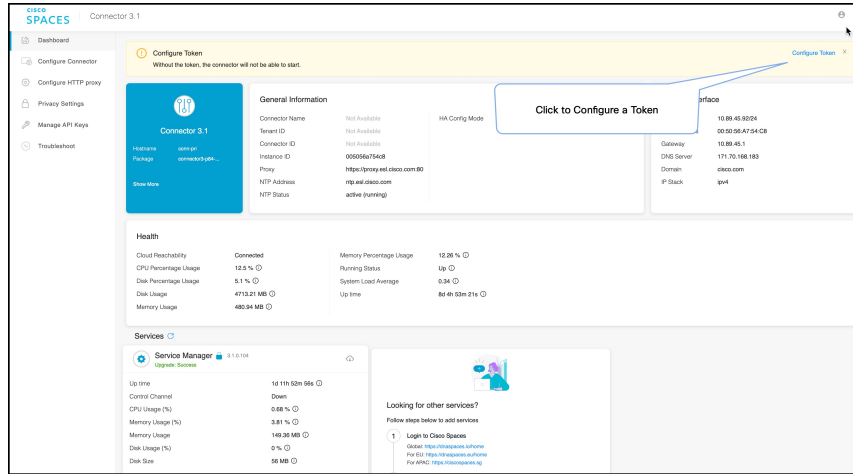 CISCO
SPACES
Connector 3.1
Dashboard
Configure Connector
Configure HTTP proxy
Privacy Settings
Manage API Keys
Troubleshoot
Configure Token
Without the token, the connector will not be able to start.
Configure Token ×
Click to Configure a Token
Connector 3.1
Hostname conn-pri
Package connector3-p84-...
Show More
General Information
Connector Name Not Available
Tenant ID Not Available
Connector ID Not Available
Instance ID 005056a754c8
Proxy https://proxy.esl.cisco.com:80
NTP Address ntp.esl.cisco.com
NTP Status active (running)
HA Config Mode
erface
10.89.45.92/24
00:50:56:A7:54:C8
Gateway 10.89.45.1
DNS Server 171.70.168.183
Domain cisco.com
IP Stack ipv4
Health
Cloud Reachability Connected
CPU Percentage Usage 12.5 %
Disk Percentage Usage 5.1 %
Disk Usage 4713.21 MB
Memory Usage 480.94 MB
Memory Percentage Usage 12.26 %
Running Status Up
System Load Average 0.34
Up time 8d 4h 53m 21s
Services
Service Manager 3.1.0.104
Upgrade: Success
Up time 1d 11h 52m 56s
Control Channel Down
CPU Usage (%) 0.68 %
Memory Usage (%) 3.81 %
Memory Usage 149.36 MB
Disk Usage (%) 0 %
Disk Size 56 MB
Looking for other services?
Follow steps below to add services
1 Login to Cisco Spaces
Global: https://dnaspaces.io/home
For EU: https://dnaspaces.eu/home
For APAC: https://ciscospaces.sg